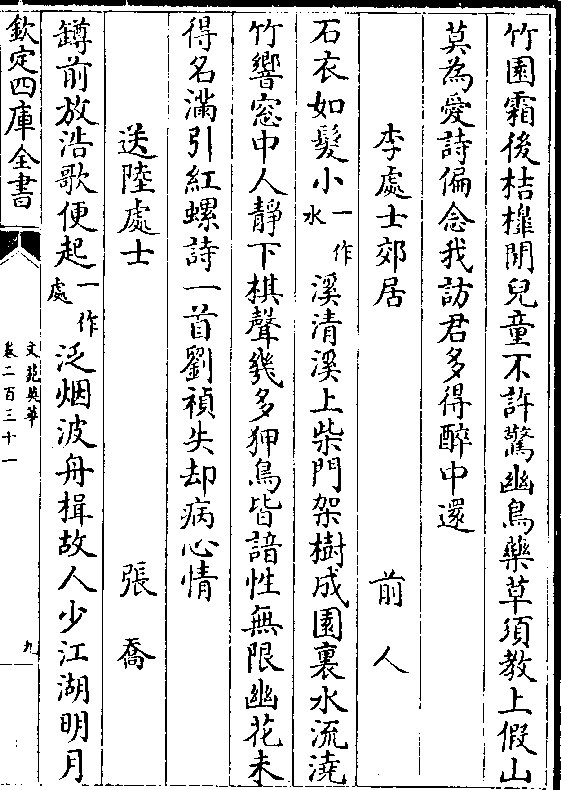 竹園霜後桔槹閒兒童不許驚幽鳥藥草須教上假山
莫為愛詩偏念我訪君多得醉中還
李處士郊居 前人
石衣如髮小一作水溪清溪上柴門架樹成園裏水流澆
竹響窓中人靜下棋聲幾多狎鳥皆諳性無限幽花未
得名滿引紅螺詩一首劉禎失却病心情
送陸處士 張喬
鐏前放浩歌便起一作處泛烟波舟楫故人少江湖明月
欽定四庫全書
文苑英華
卷二百三十一
九